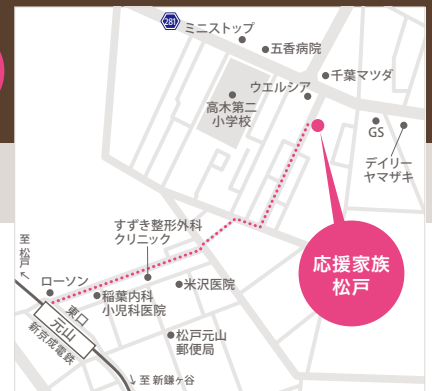 281
ミニストップ
五香病院
千葉マツダ
ウエルシア
高木第二
小学校
GS
デイリー
ヤマザキ
すずき整形外科
クリニック
応援家族
松戸
至
松戸
ローソン
稲葉内科
小児科医院
米沢医院
東口
元山
新京成電鉄
松戸元山
郵便局
至 新鎌ヶ谷